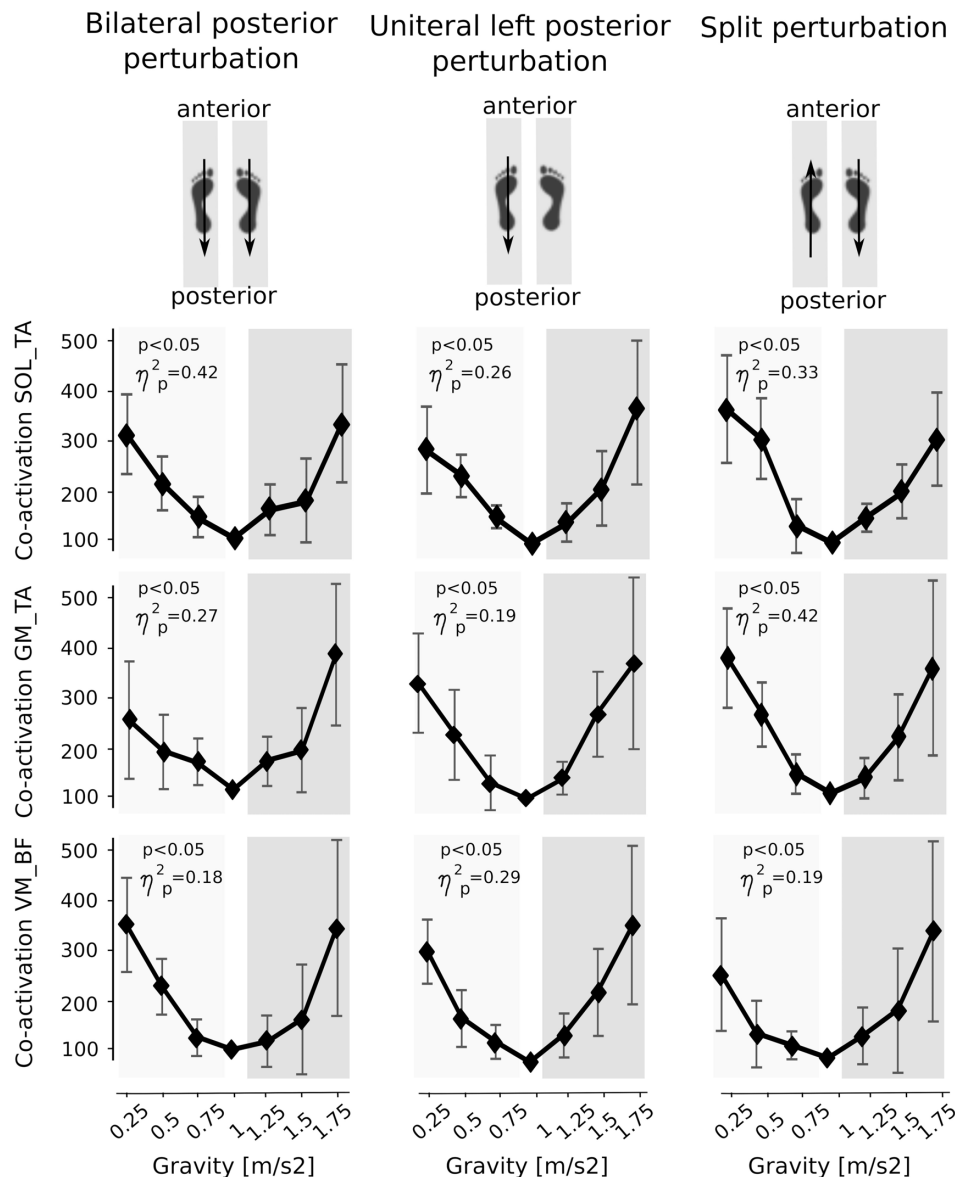 Bilateral posterior
perturbation
Uniteral left posterior
perturbation
Split perturbation
anterior
anterior
anterior
posterior
posterior
posterior
Co-activation SOL_TA
500
400
300
200
100
p<0.05
η²p=0.42
p<0.05
η²p=0.26
p<0.05
η²p=0.33
Co-activation GM_TA
500
400
300
200
100
p<0.05
η²p=0.27
p<0.05
η²p=0.19
p<0.05
η²p=0.42
Co-activation VM_BF
500
400
300
200
100
p<0.05
η²p=0.18
p<0.05
η²p=0.29
p<0.05
η²p=0.19
0.25 0.5 0.75 1 1.25 1.5 1.75
0.25 0.5 0.75 1 1.25 1.5 1.75
0.25 0.5 0.75 1 1.25 1.5 1.75
Gravity [m/s2]
Gravity [m/s2]
Gravity [m/s2]